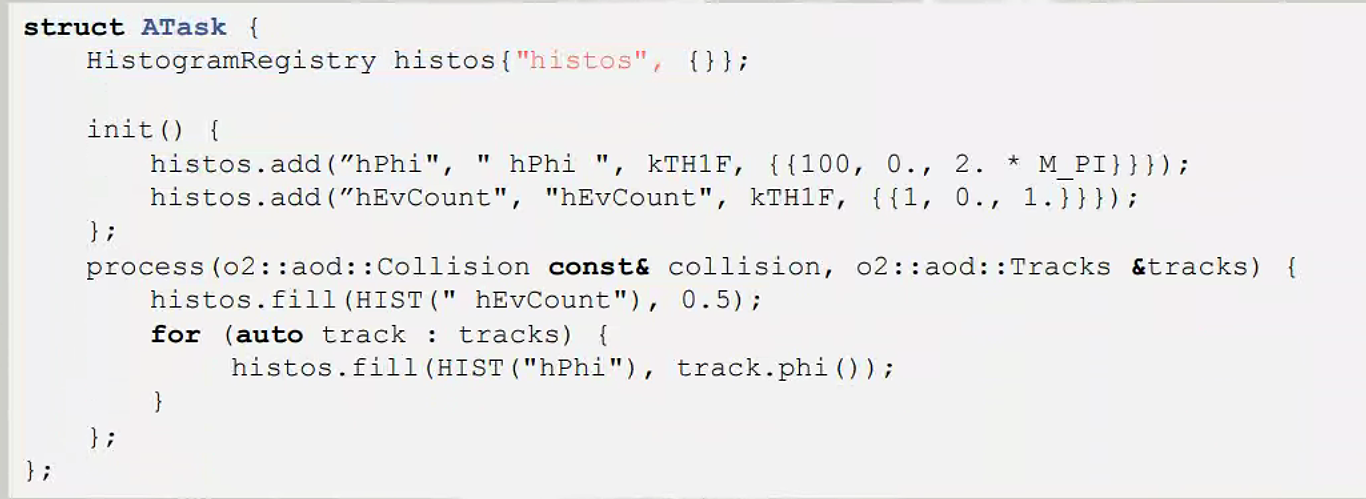 struct ATask {
HistogramRegistry histos{"histos", {}};
init() {
histos.add(”hPhi", " hPhi ", kTH1F, {{100, 0., 2. * M_PI}}});
histos.add(”hEvCount", "hEvCount", kTH1F, {{1, 0., 1.}}});
};
process(o2::aod::Collision const& collision, o2::aod::Tracks &tracks) {
histos.fill(HIST(" hEvCount"), 0.5);
for (auto track : tracks) {
histos.fill(HIST("hPhi"), track.phi());
}
};
};